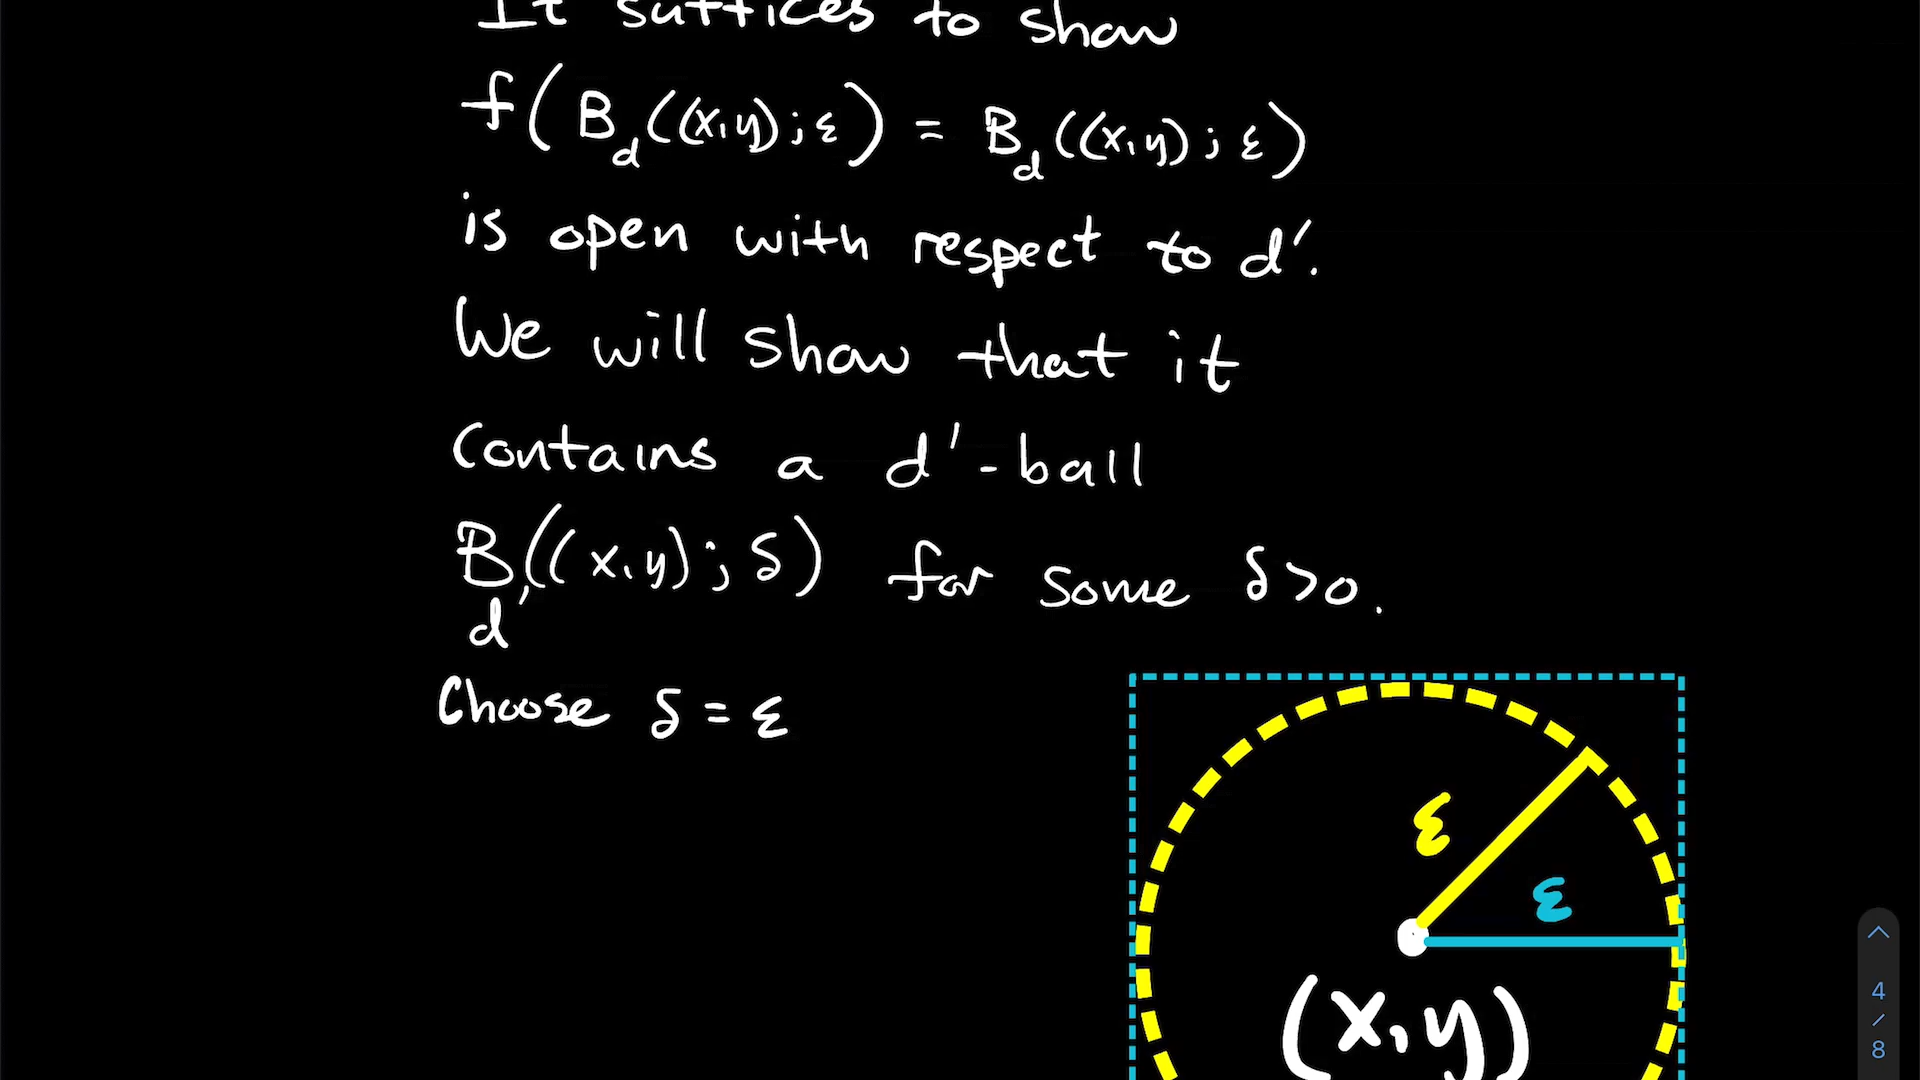 It suffices to show
f(B_d((x,y);ε) = B_d((x,y);ε)
is open with respect to d'.
We will show that it
contains a d'-ball
B_d'((x,y);δ) for some δ>0.
Choose δ=ε
ε
ε
(x,y)
4
/
8